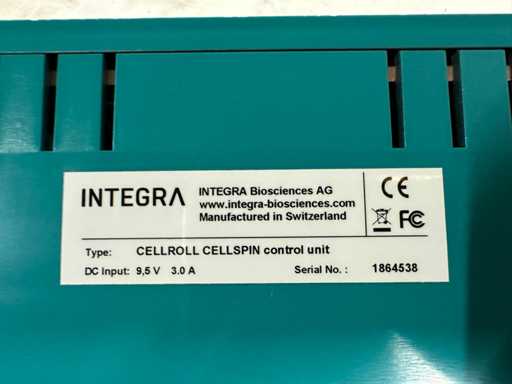 INTEGRA
INTEGRA Biosciences AG
www.integra-biosciences.com
Manufactured in Switzerland
CE
FC
Type: CELLROLL CELLSPIN control unit
DC Input: 9,5 V 3.0 A Serial No. : 1864538